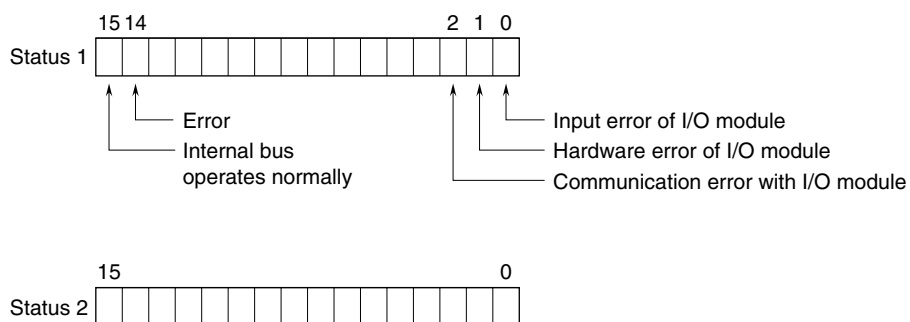 15 14 2 1 0
Status 1
Error
Input error of I/O module
Internal bus
operates normally
Hardware error of I/O module
Communication error with I/O module
15 0
Status 2